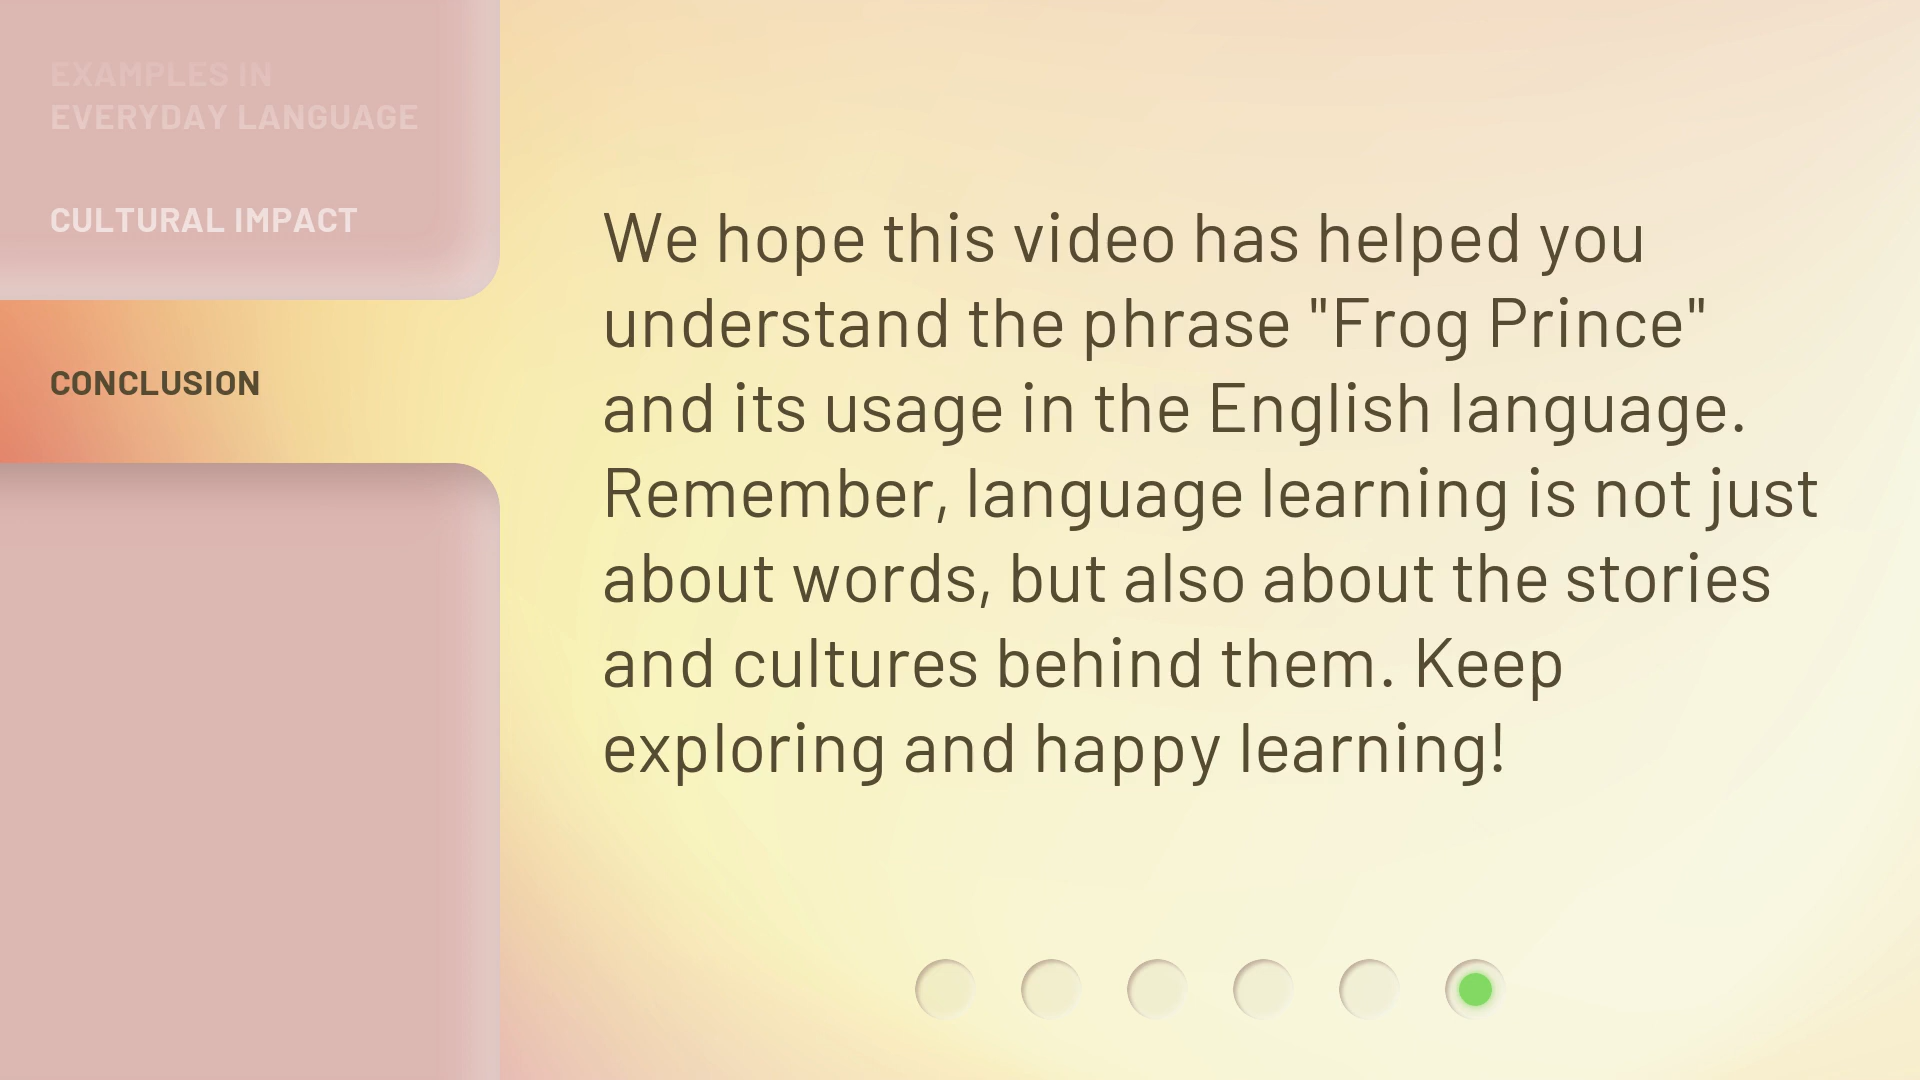 EXAMPLES IN
EVERYDAY LANGUAGE
CULTURAL IMPACT
CONCLUSION
We hope this video has helped you
understand the phrase "Frog Prince"
and its usage in the English language.
Remember, language learning is not just
about words, but also about the stories
and cultures behind them. Keep
exploring and happy learning!